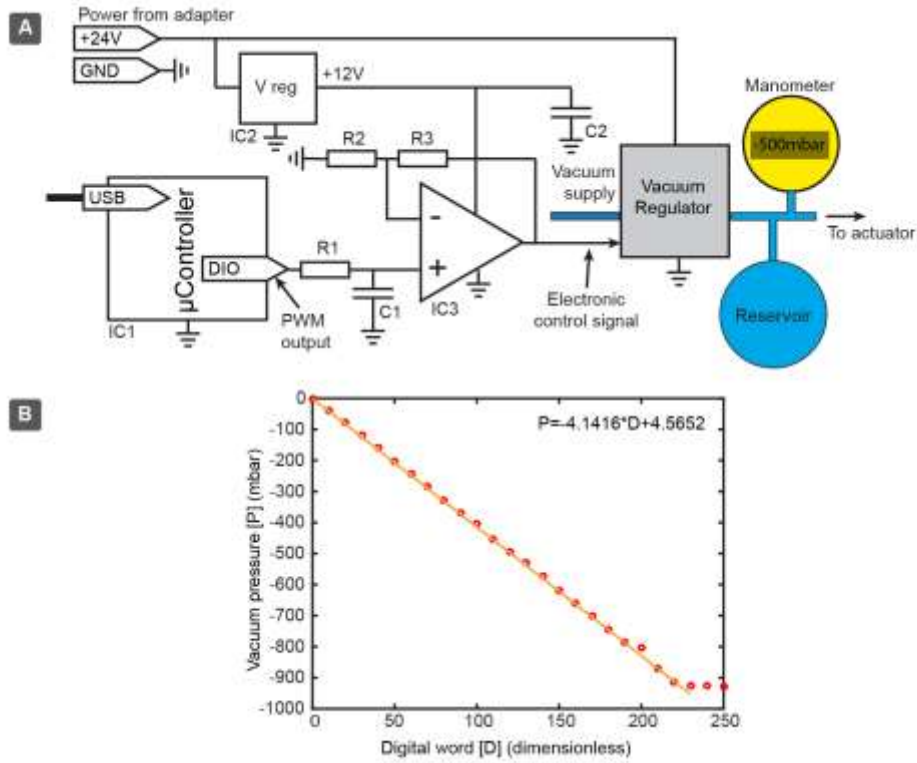 A
Power from adapter
+24V
GND
V reg
+12V
IC2
C2
Manometer
-500mbar
R2
R3
Vacuum
supply
Vacuum
Regulator
To actuator
USB
µController
DIO
R1
-
+
C1
IC3
IC1
PWM
output
Electronic
control signal
Reservoir
B
P=-4.1416*D+4.5652
Vacuum pressure [P] (mbar)
0
-100
-200
-300
-400
-500
-600
-700
-800
-900
-1000
0
50
100
150
200
250
Digital word [D] (dimensionless)